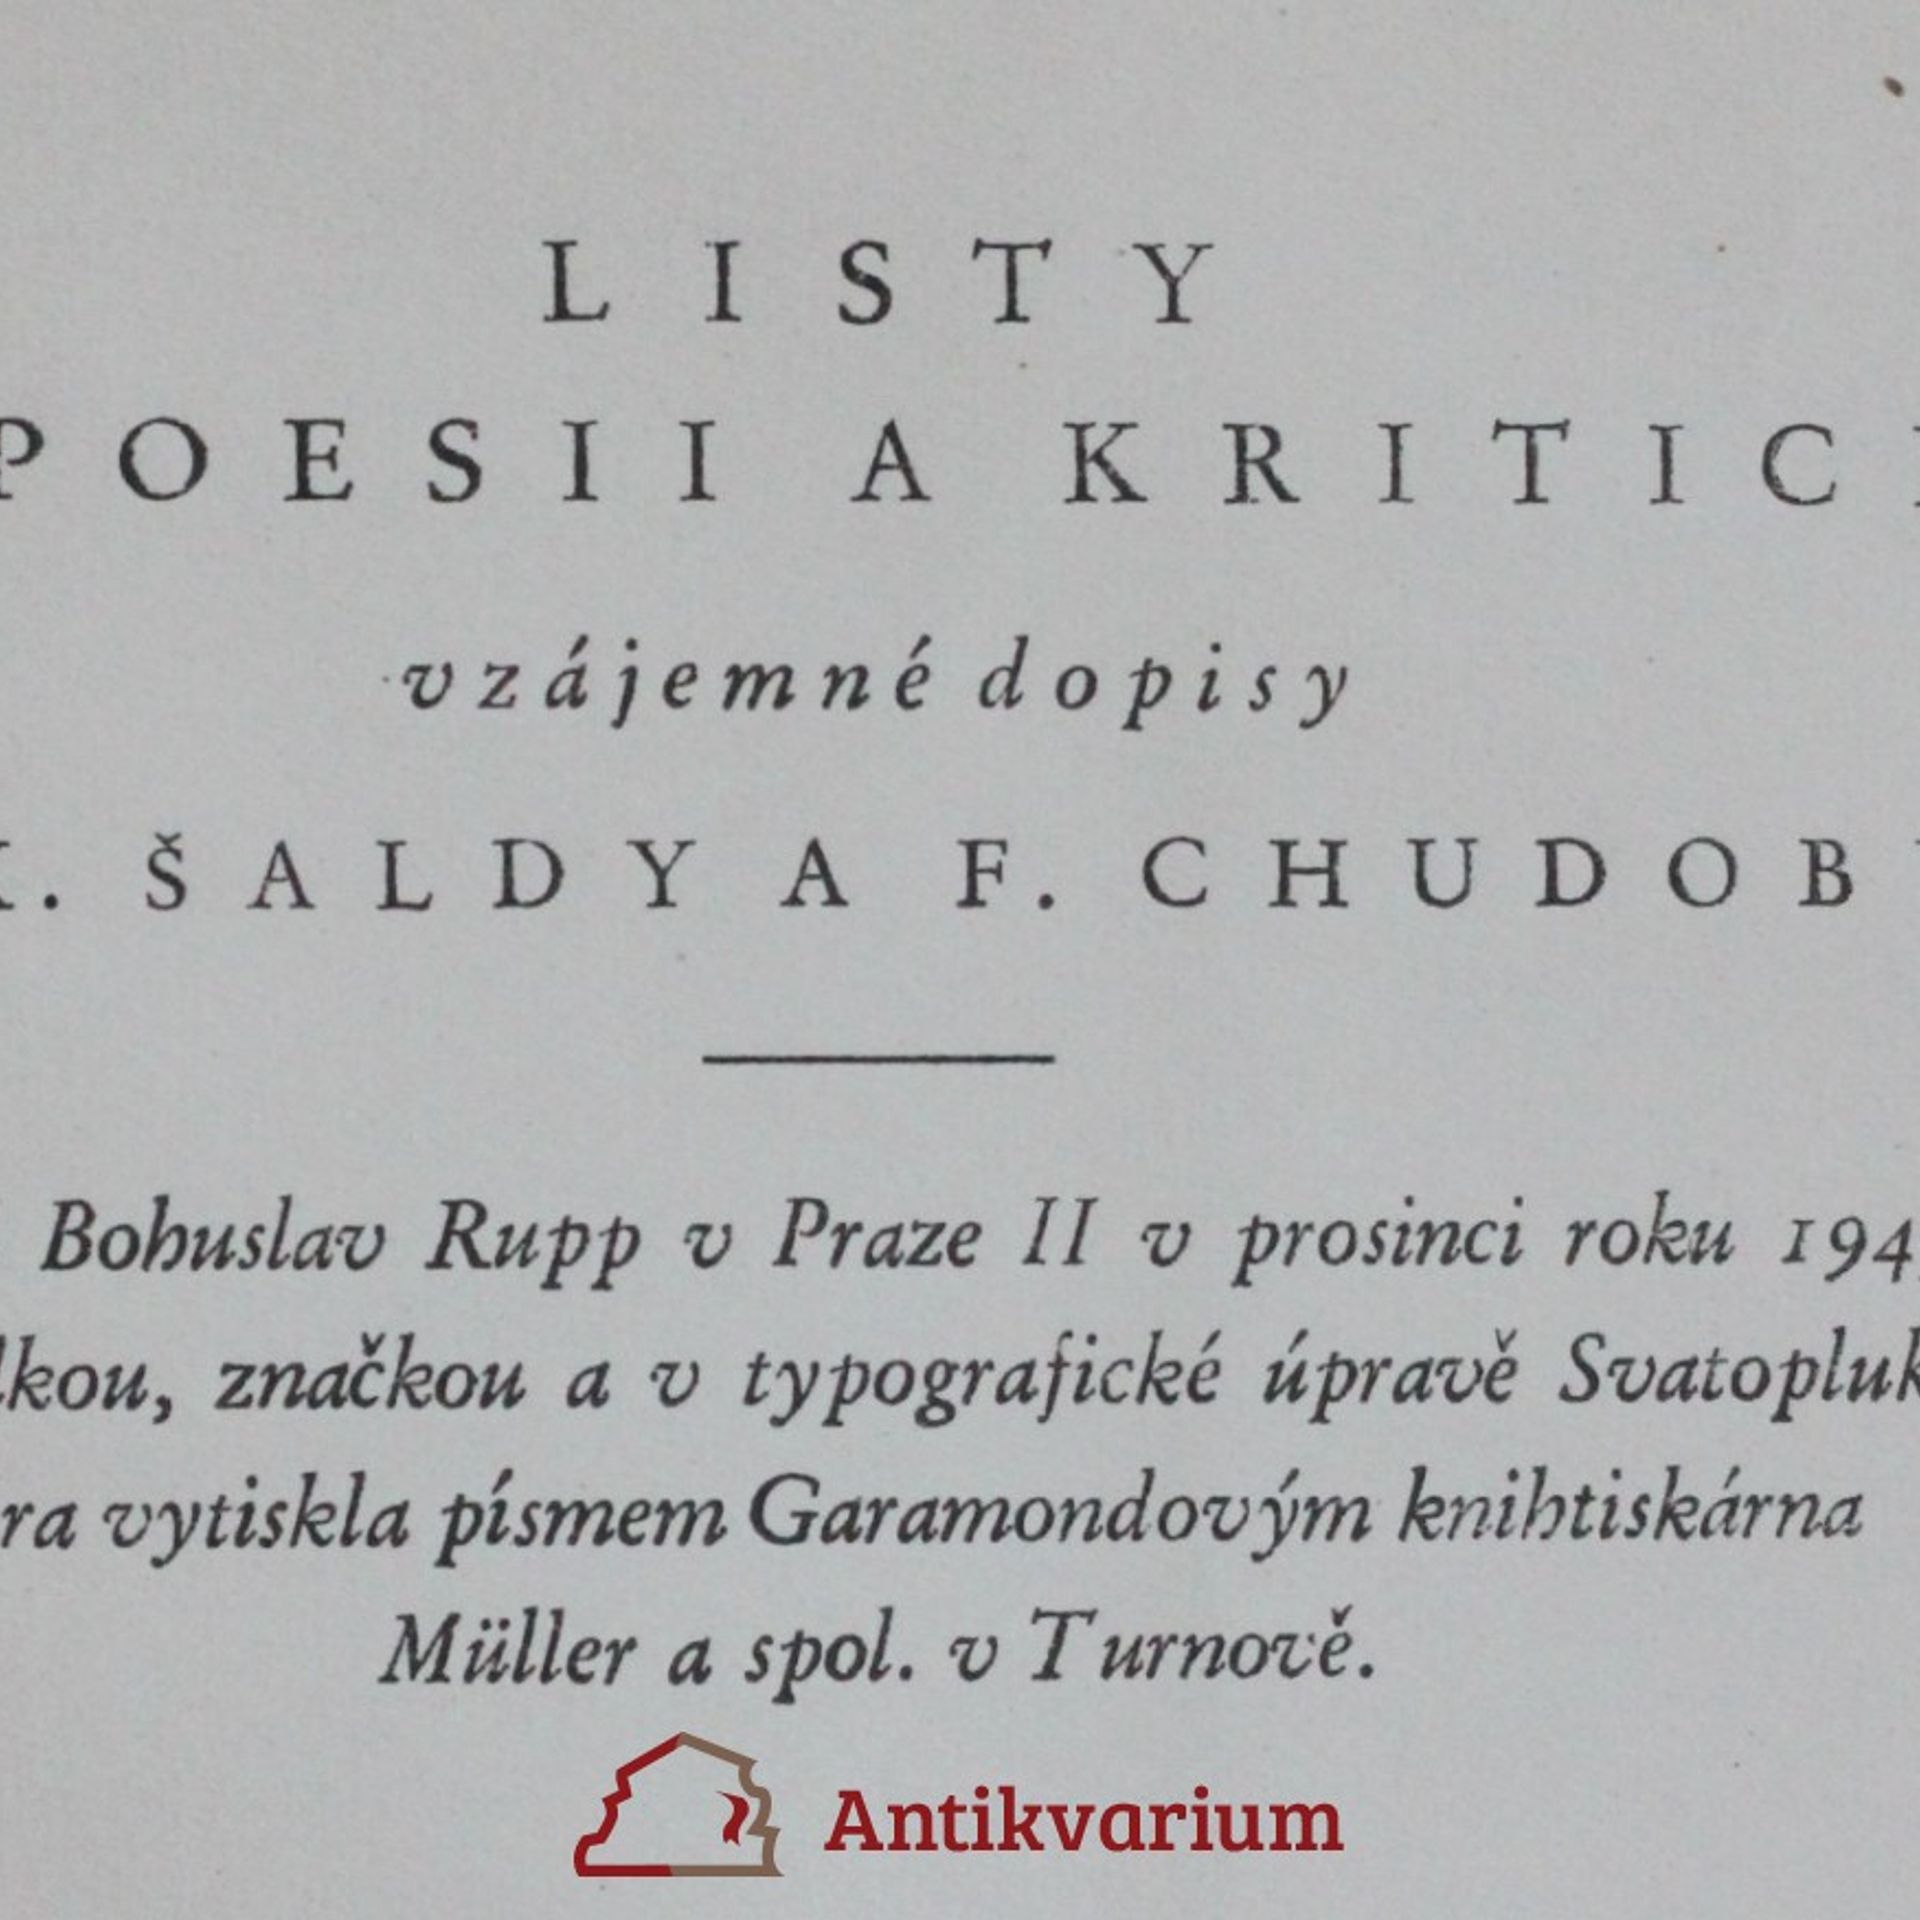 LISTY
POESII A
vzájemné dopisy
ŠALDY A F.
Bohuslav Rupp v Praze II v prosinci roku
značkou a v typografické úpravě
vytiskla písmem Garamondovým knihtiskárna
Müller a spol. v Turnově.
Antikvarium